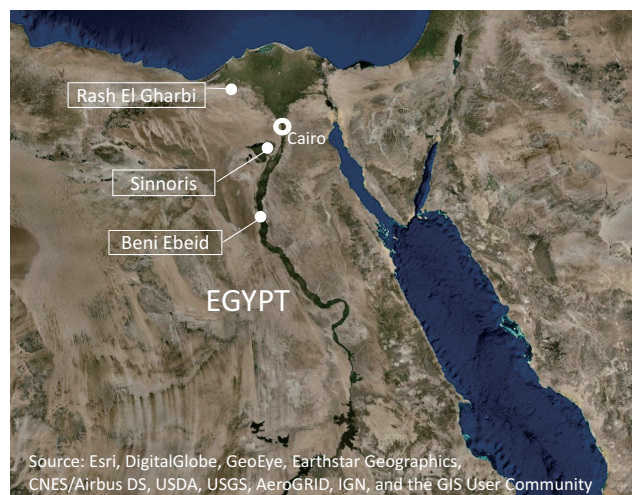 Rash El Gharbi
Cairo
Sinnoris
Beni Ebeid
EGYPT
Source: Esri, DigitalGlobe, GeoEye, Earthstar Geographics,
CNES/Airbus DS, USDA, USGS, AeroGRID, IGN, and the GIS User Community